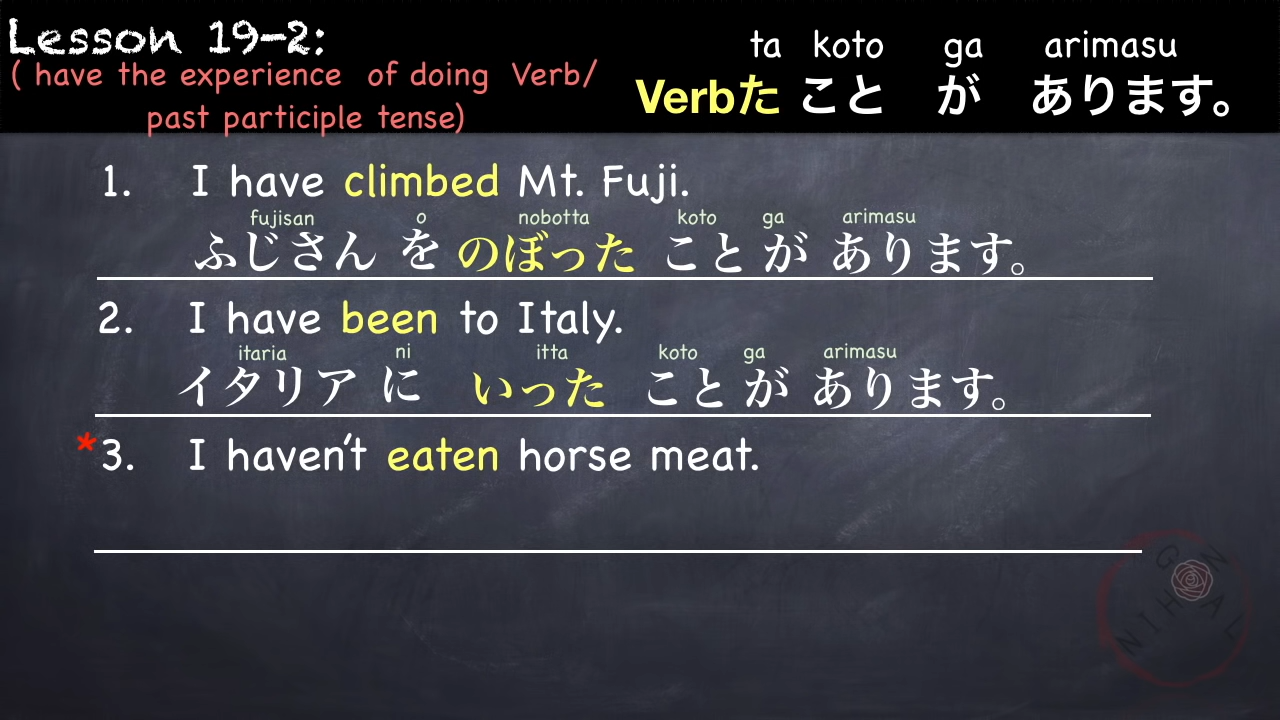 Lesson 19-2:
( have the experience of doing Verb/
past participle tense)
ta koto ga arimasu
Verbた こと が あります。
1. I have climbed Mt. Fuji.
fujisan o nobotta koto ga arimasu
ふじさん を のぼった こと が あります。
2. I have been to Italy.
itaria ni itta koto ga arimasu
イタリア に いった こと が あります。
*3. I haven't eaten horse meat.
NIHONGAL